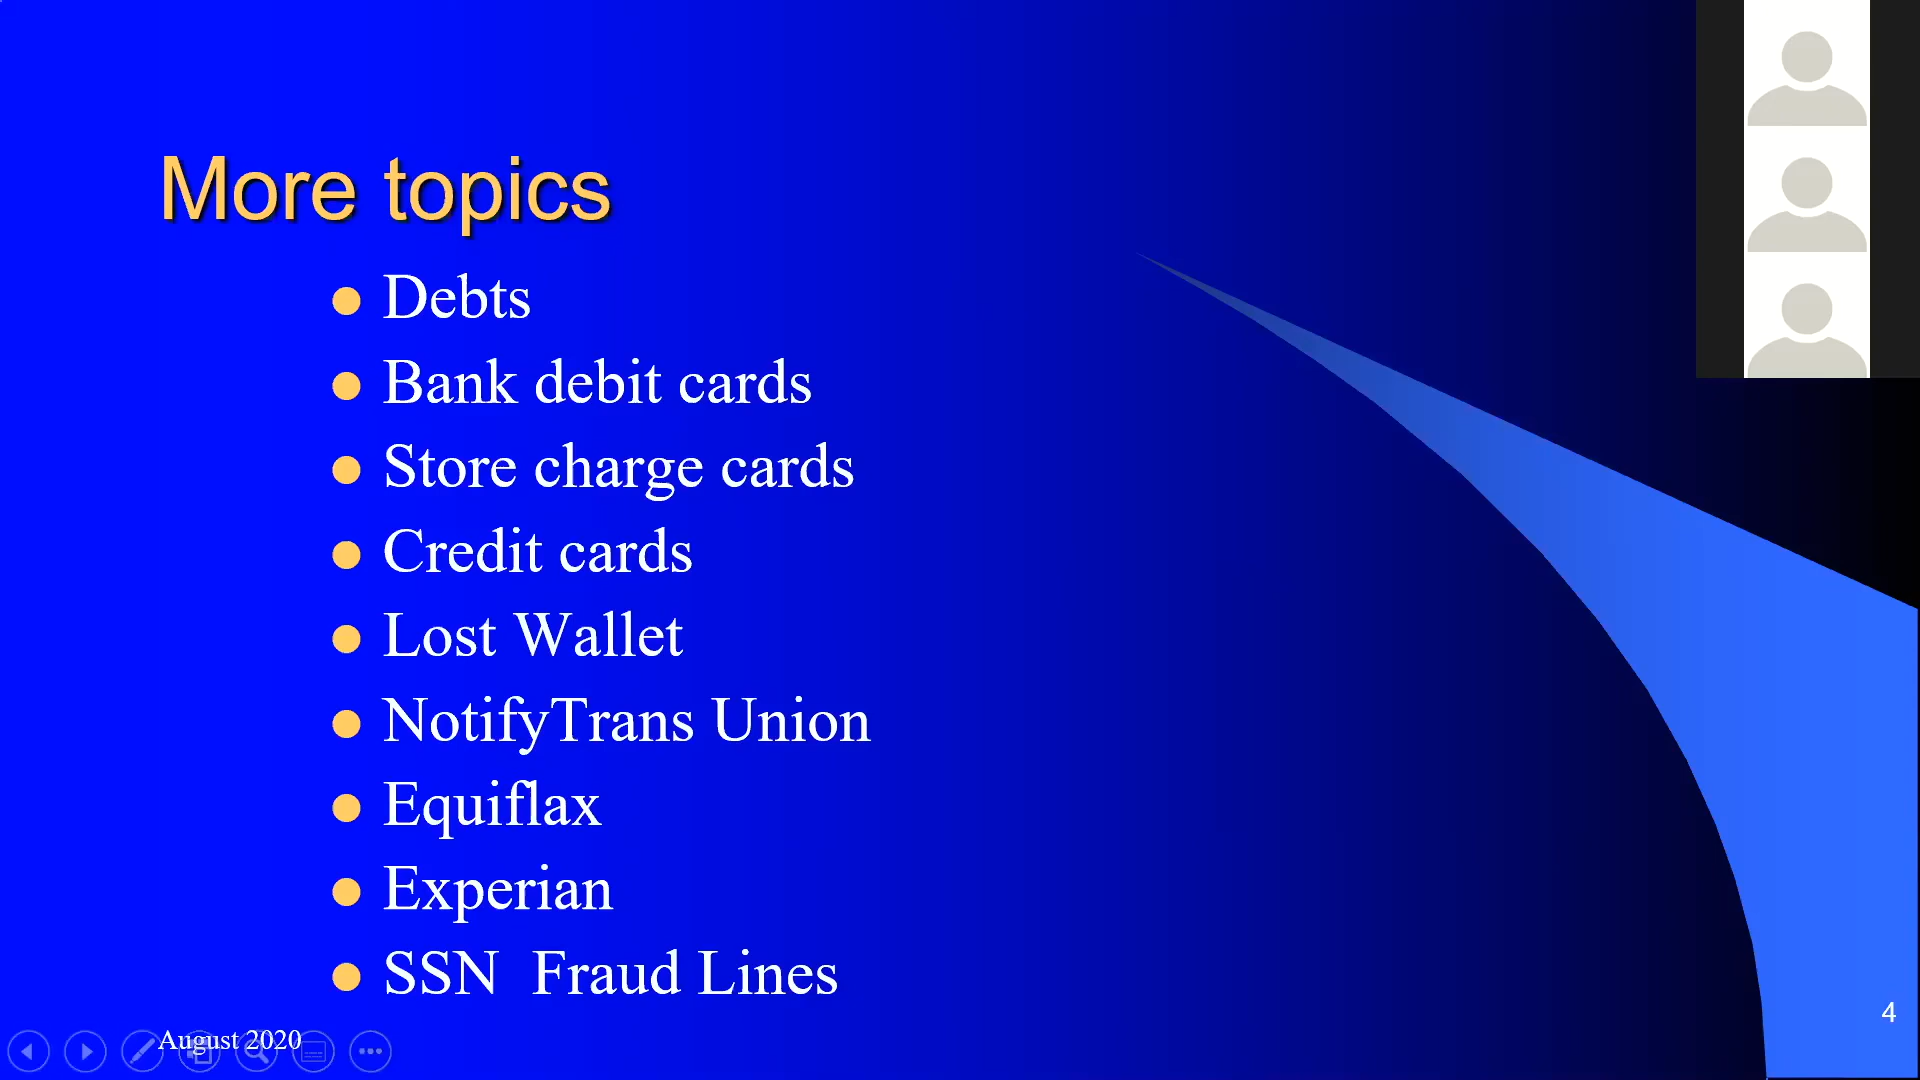 More topics
Debts
Bank debit cards
Store charge cards
Credit cards
Lost Wallet
NotifyTrans Union
Equiflax
Experian
SSN  Fraud Lines
August 2020
4